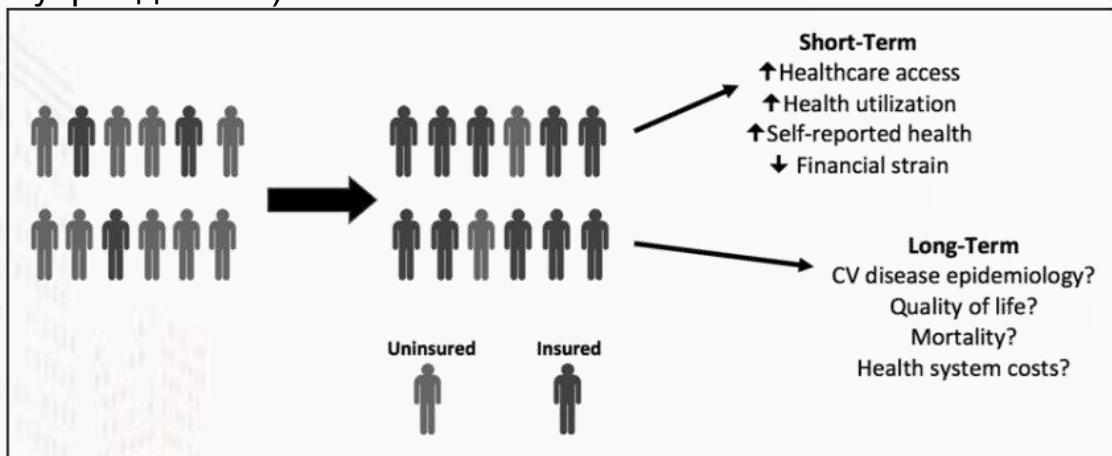 Short-Term
↑Healthcare access
↑Health utilization
↑Self-reported health
↓ Financial strain
Long-Term
CV disease epidemiology?
Quality of life?
Mortality?
Health system costs?
Uninsured Insured